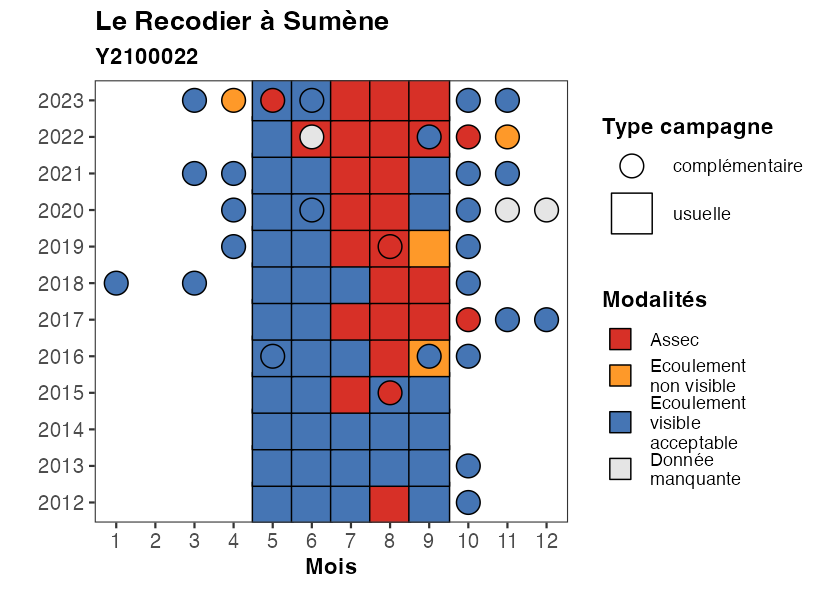 Le Recodier à Sumène
Y2100022
2023
2022
2021
2020
2019
2018
2017
2016
2015
2014
2013
2012
1 2 3 4 5 6 7 8 9 10 11 12
Mois
Type campagne
complémentaire
usuelle
Modalités
Assec
Ecoulement
non visible
Ecoulement
visible
acceptable
Donnée
manquante